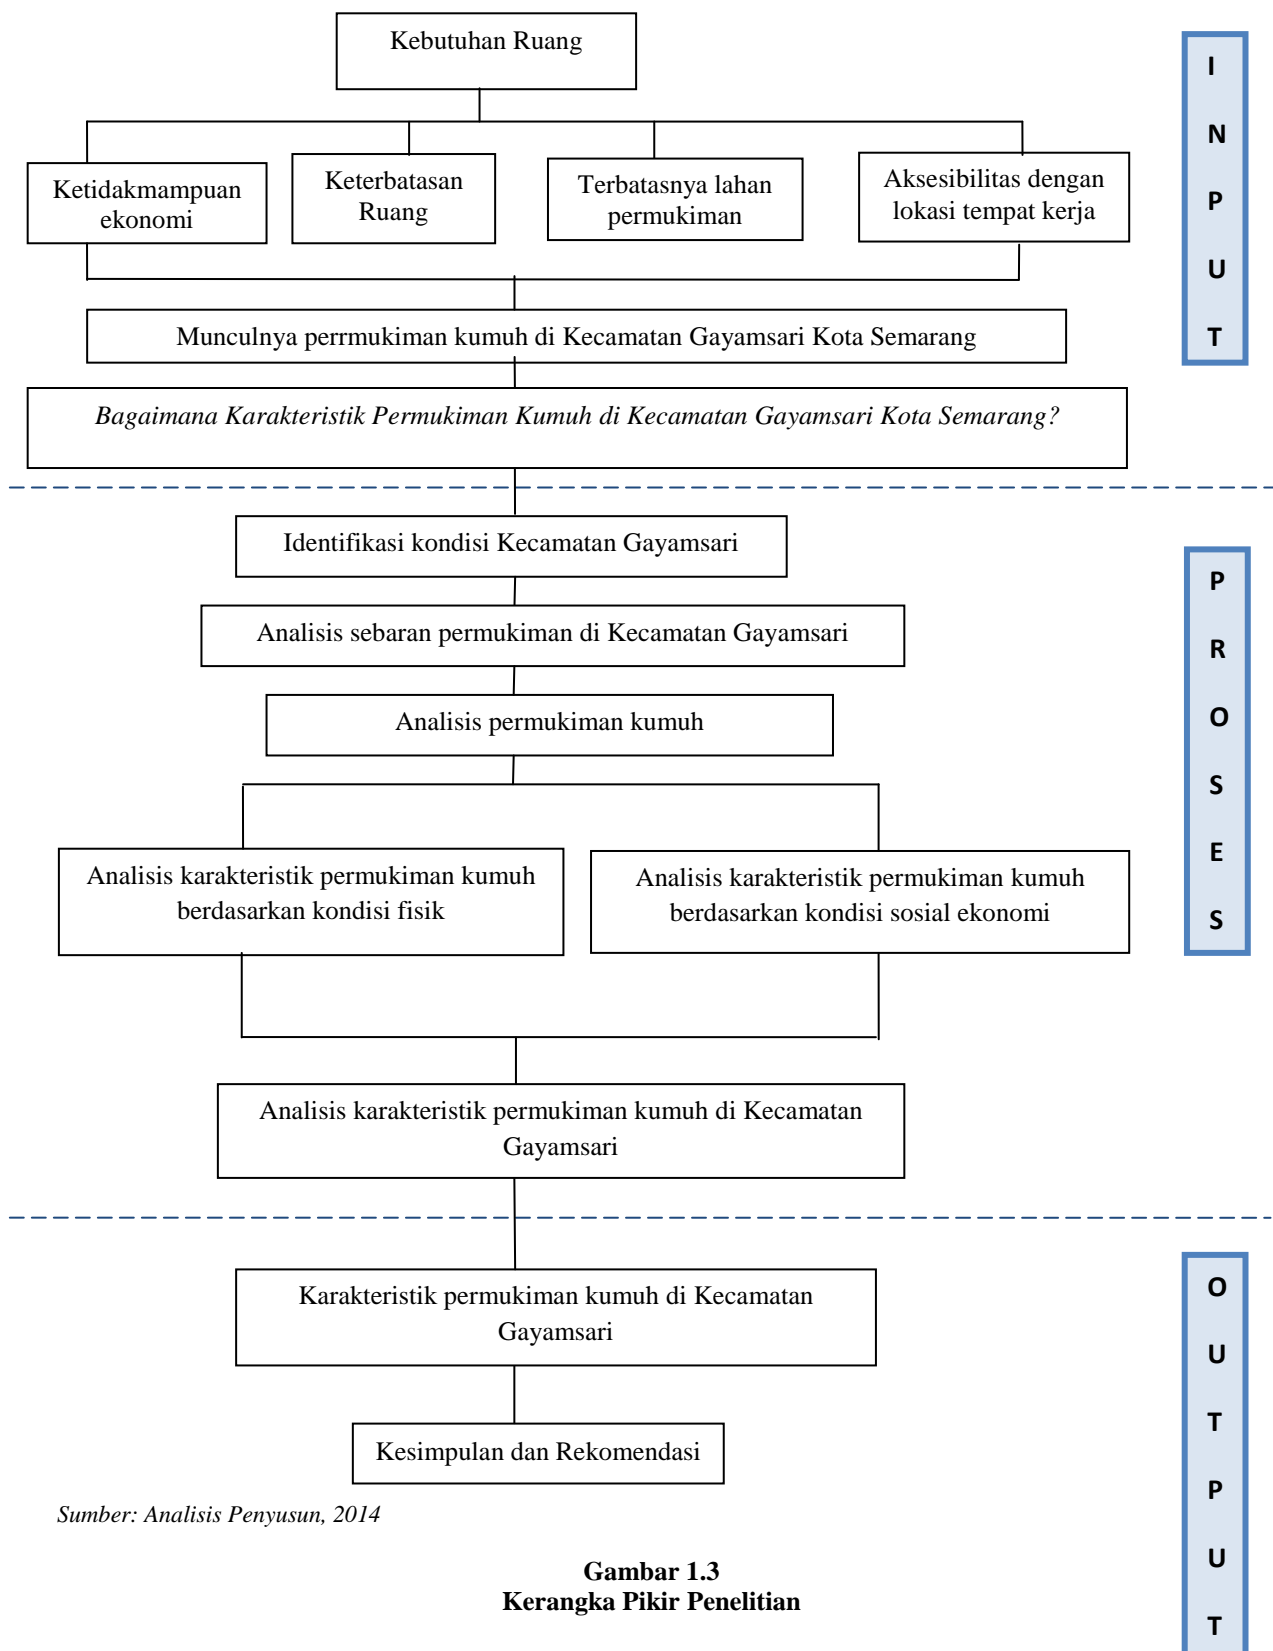 Kebutuhan Ruang
Ketidakmampuan
ekonomi
Keterbatasan
Ruang
Terbatasnya lahan
permukiman
Aksesibilitas dengan
lokasi tempat kerja
Munculnya perrmukiman kumuh di Kecamatan Gayamsari Kota Semarang
Bagaimana Karakteristik Permukiman Kumuh di Kecamatan Gayamsari Kota Semarang?
I
N
P
U
T
Identifikasi kondisi Kecamatan Gayamsari
Analisis sebaran permukiman di Kecamatan Gayamsari
Analisis permukiman kumuh
Analisis karakteristik permukiman kumuh
berdasarkan kondisi fisik
Analisis karakteristik permukiman kumuh
berdasarkan kondisi sosial ekonomi
Analisis karakteristik permukiman kumuh di Kecamatan
Gayamsari
P
R
O
S
E
S
Karakteristik permukiman kumuh di Kecamatan
Gayamsari
Kesimpulan dan Rekomendasi
O
U
T
P
U
T
Sumber: Analisis Penyusun, 2014
Gambar 1.3
Kerangka Pikir Penelitian